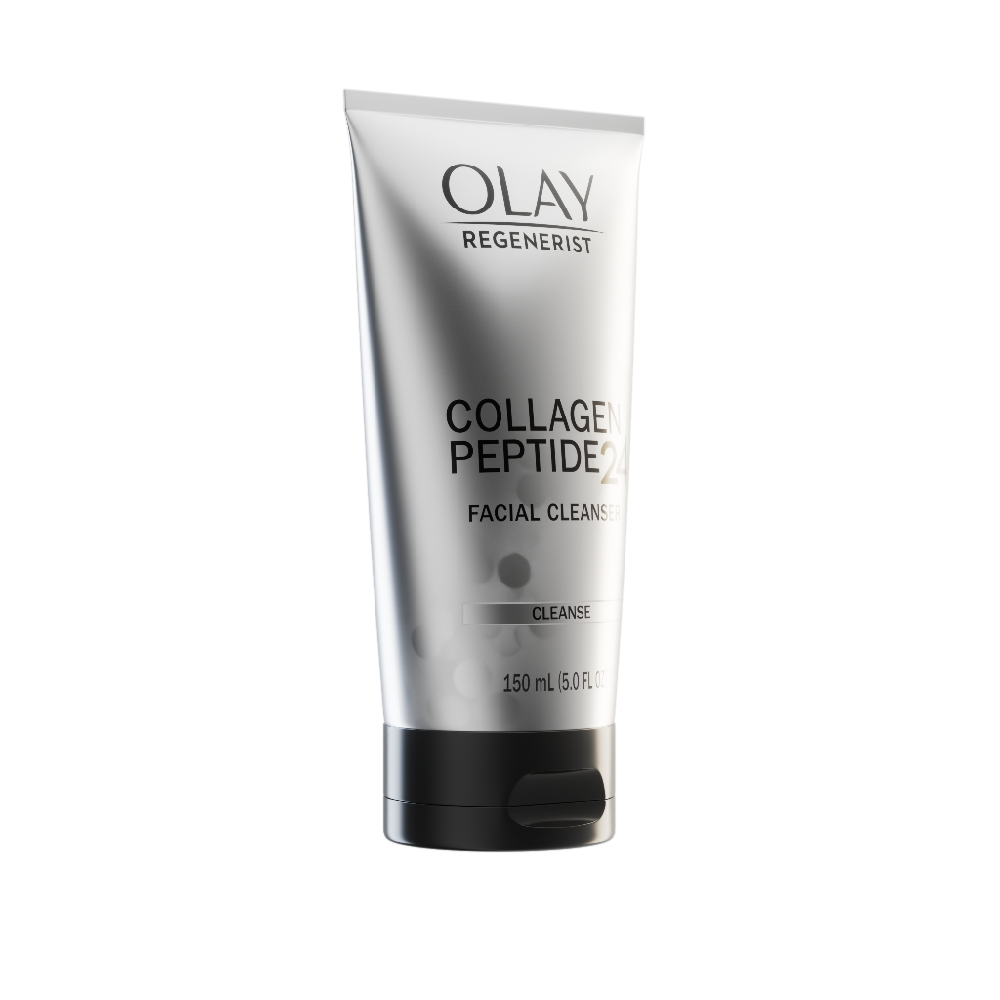 OLAY
REGENERIST
COLLAGEN
PEPTIDE24
FACIAL CLEANSER
CLEANSE
150 mL (5.0 FL OZ